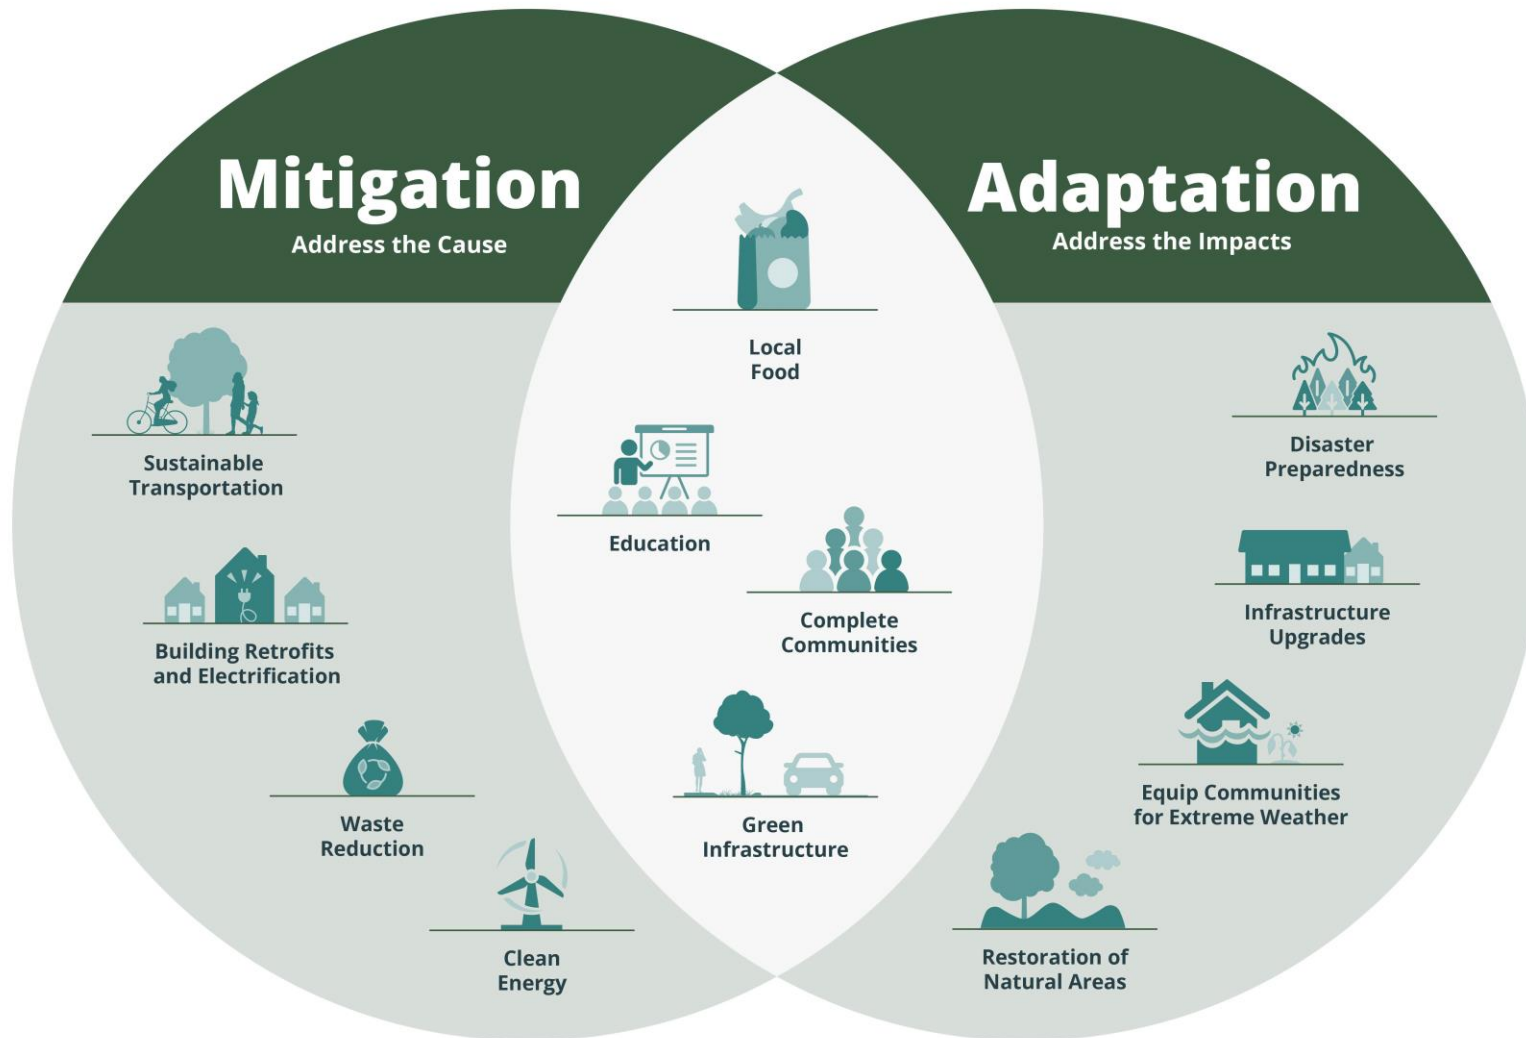 Mitigation
Address the Cause
Sustainable
Transportation
Building Retrofits
and Electrification
Waste
Reduction
Clean
Energy
Local
Food
Education
Complete
Communities
Green
Infrastructure
Adaptation
Address the Impacts
Disaster
Preparedness
Infrastructure
Upgrades
Equip Communities
for Extreme Weather
Restoration of
Natural Areas